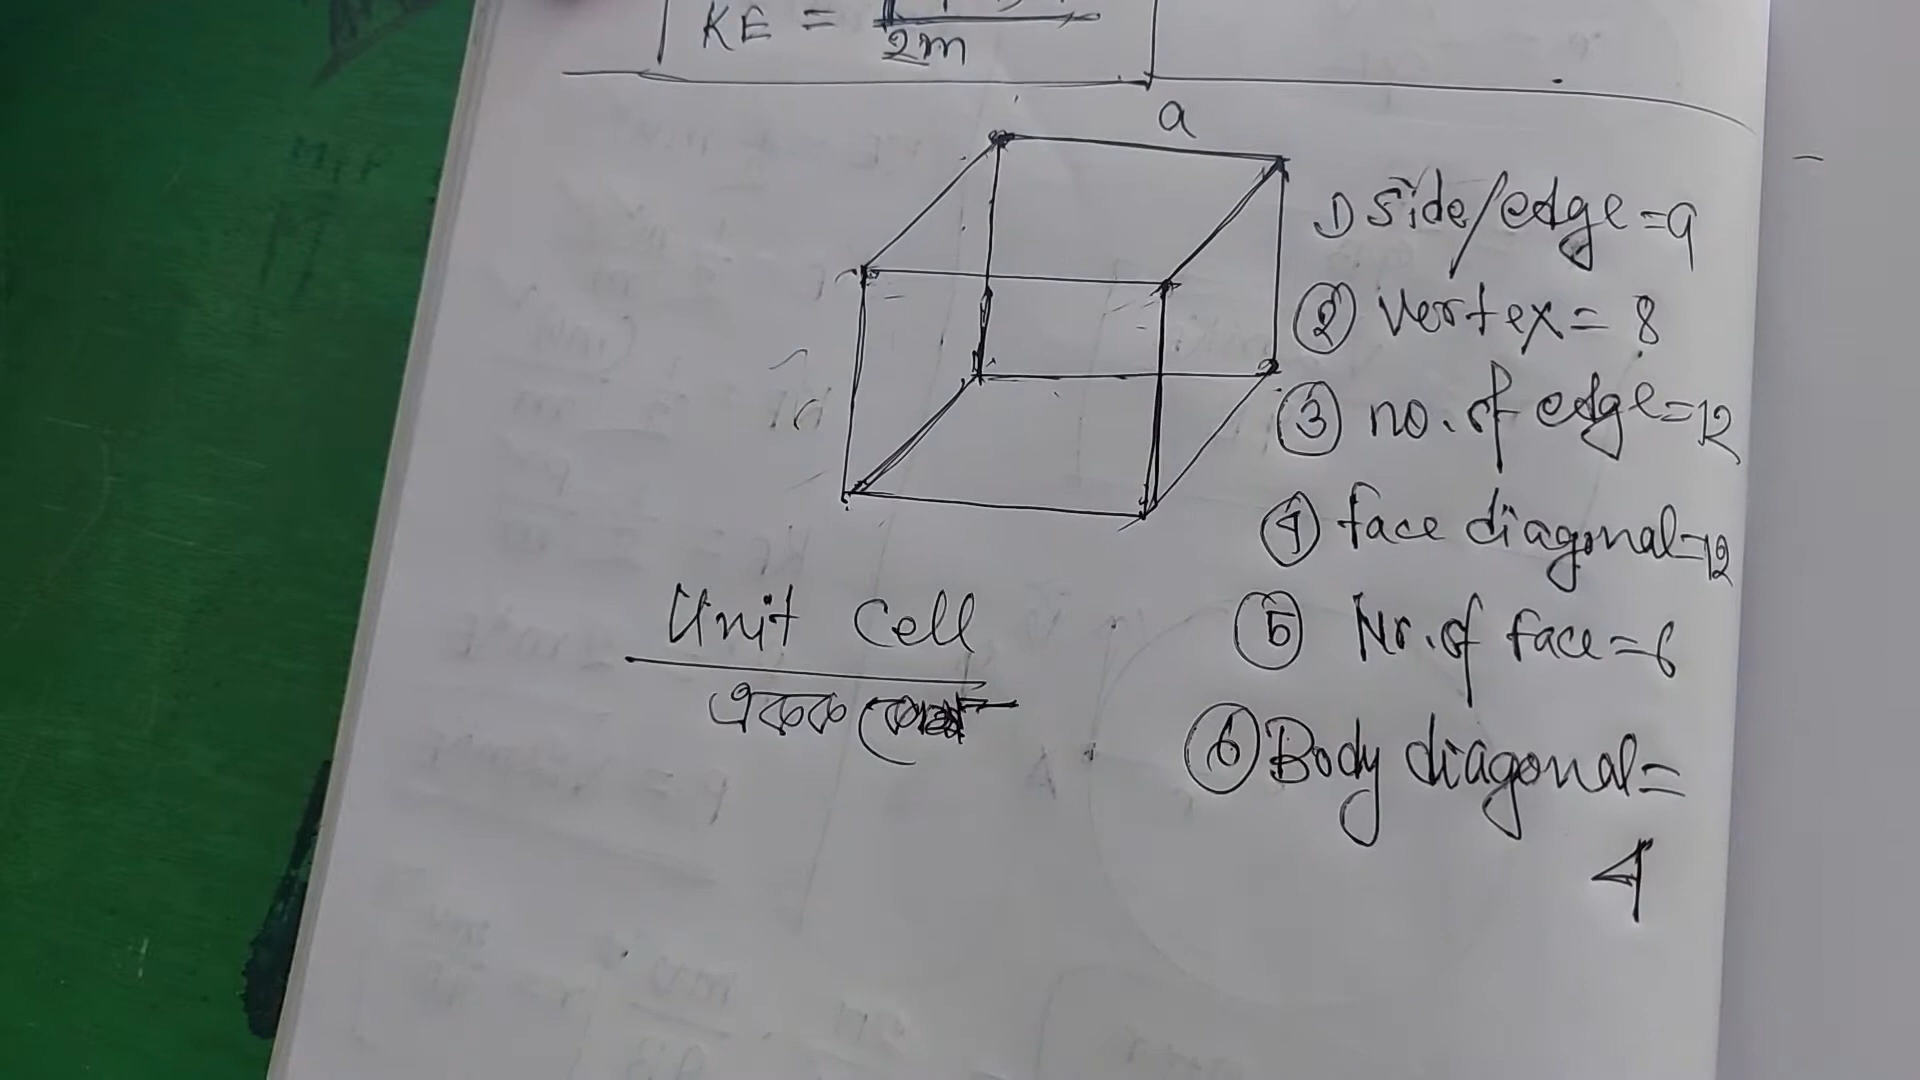 KE =
2m
a
1) Side/edge = a
② Vertex = 8
③ no. of edge = 12
④ face diagonal = 12
⑤ Nr. of face = 6
⑥ Body diagonal =
4
Unit Cell
একক